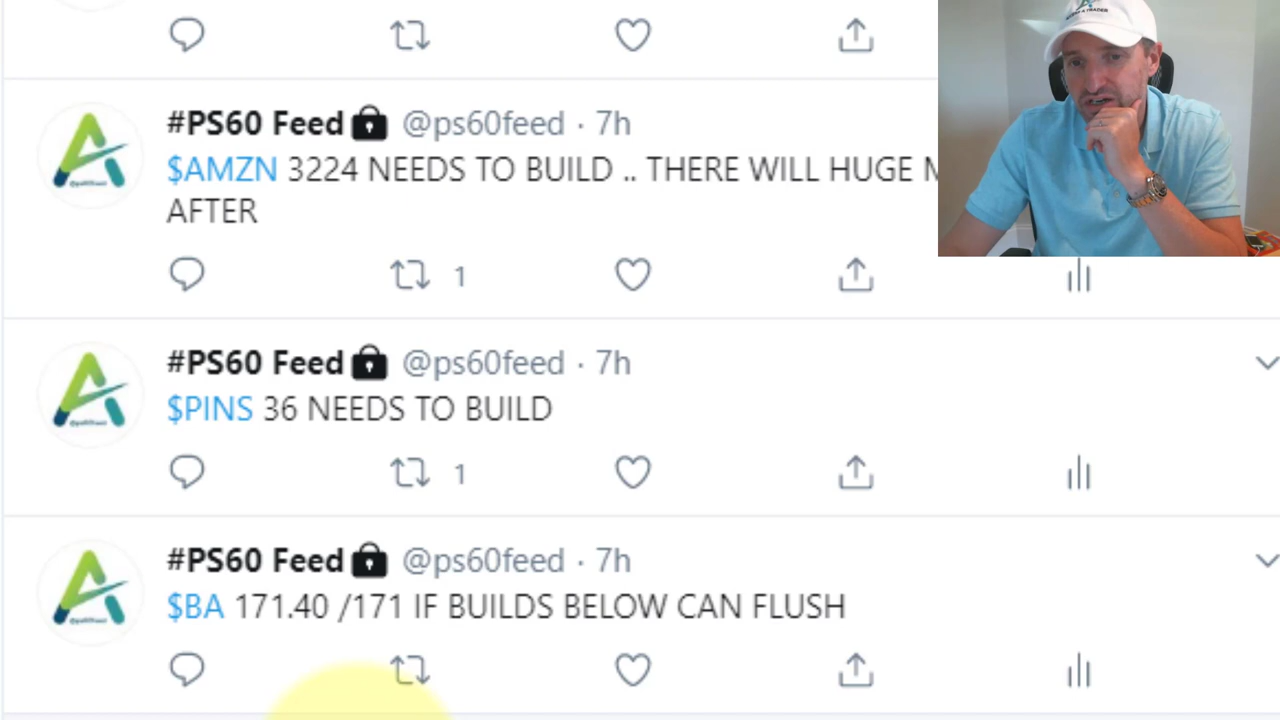 #PS60 Feed @ps60feed · 7h
$AMZN 3224 NEEDS TO BUILD .. THERE WILL HUGE
AFTER
1
#PS60 Feed @ps60feed · 7h
$PINS 36 NEEDS TO BUILD
1
#PS60 Feed @ps60feed · 7h
$BA 171.40 /171 IF BUILDS BELOW CAN FLUSH